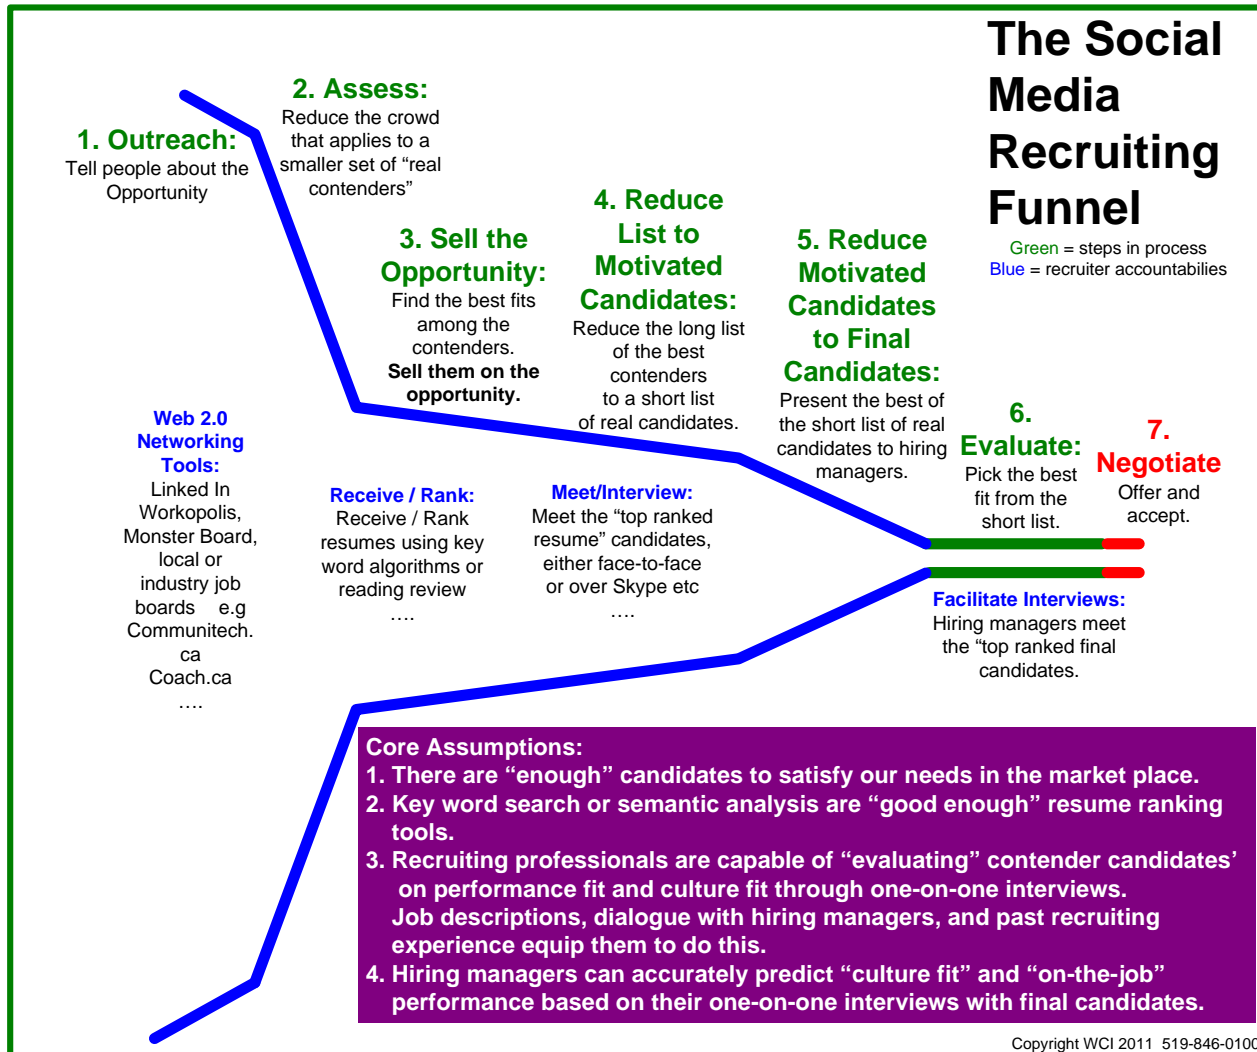 The Social
Media
Recruiting
Funnel
Green = steps in process
Blue = recruiter accountabilies
1. Outreach:
Tell people about the
Opportunity
2. Assess:
Reduce the crowd
that applies to a
smaller set of “real
contenders”
3. Sell the
Opportunity:
Find the best fits
among the
contenders.
Sell them on the
opportunity.
4. Reduce
List to
Motivated
Candidates:
Reduce the long list
of the best
contenders
to a short list
of real candidates.
5. Reduce
Motivated
Candidates
to Final
Candidates:
Present the best of
the short list of real
candidates to hiring
managers.
6.
Evaluate:
Pick the best
fit from the
short list.
7.
Negotiate
Offer and
accept.
Web 2.0
Networking
Tools:
Linked In
Workopolis,
Monster Board,
local or
industry job
boards e.g
Communitech.
ca
Coach.ca
….
Receive / Rank:
Receive / Rank
resumes using key
word algorithms or
reading review
….
Meet/Interview:
Meet the “top ranked
resume” candidates,
either face-to-face
or over Skype etc
….
Facilitate Interviews:
Hiring managers meet
the “top ranked final
candidates.
Core Assumptions:
1. There are “enough” candidates to satisfy our needs in the market place.
2. Key word search or semantic analysis are “good enough” resume ranking
tools.
3. Recruiting professionals are capable of “evaluating” contender candidates’
on performance fit and culture fit through one-on-one interviews.
Job descriptions, dialogue with hiring managers, and past recruiting
experience equip them to do this.
4. Hiring managers can accurately predict “culture fit” and “on-the-job”
performance based on their one-on-one interviews with final candidates.
Copyright WCI 2011 519-846-0100